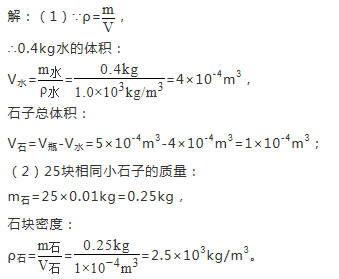 解：（1）∵ρ=m/V，
∴0.4kg水的体积：
V水=m水/ρ水=0.4kg/1.0×10³kg/m³=4×10⁻⁴m³，
石子总体积：
V石=V瓶-V水=5×10⁻⁴m³-4×10⁻⁴m³=1×10⁻⁴m³；
（2）25块相同小石子的质量：
m石=25×0.01kg=0.25kg，
石块密度：
ρ石=m石/V石=0.25kg/1×10⁻⁴m³=2.5×10³kg/m³。